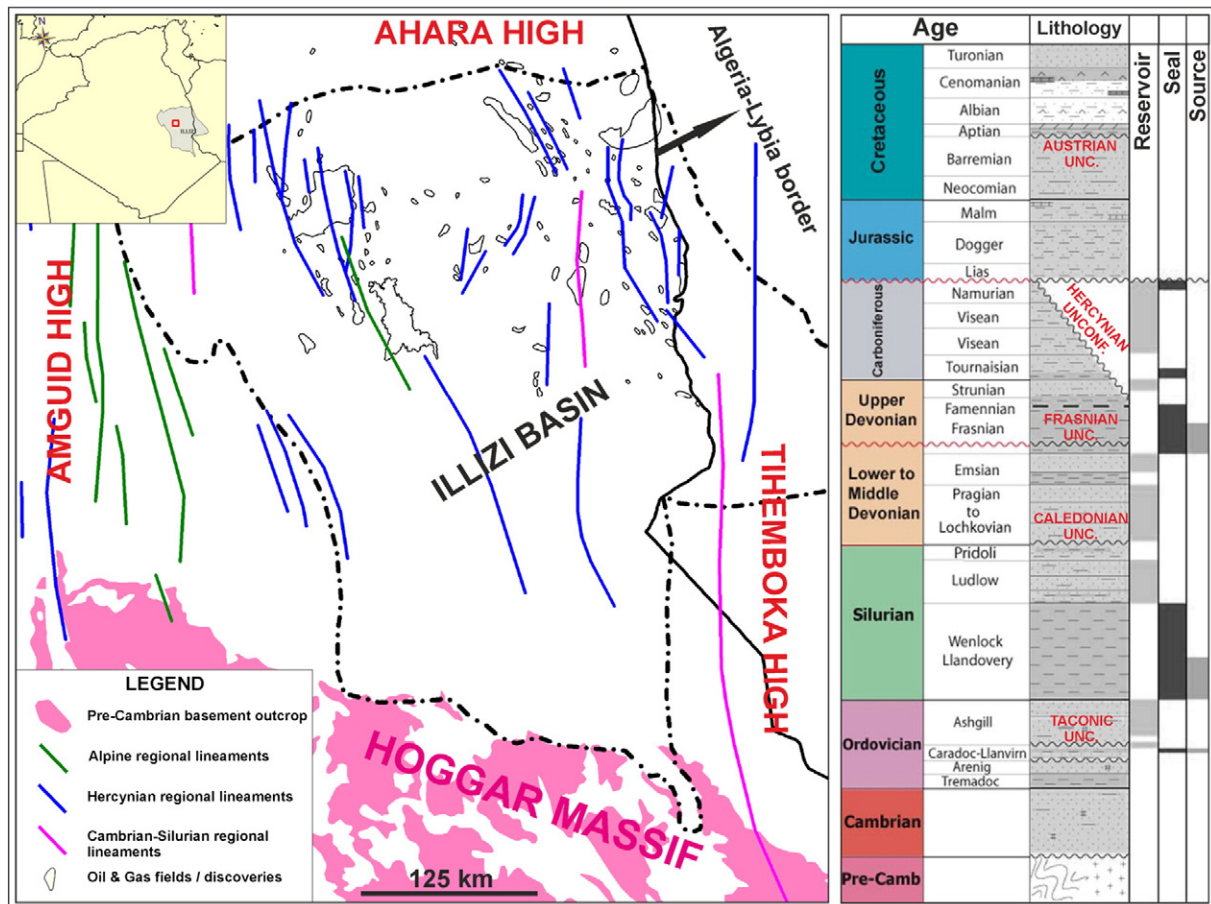 N
ILLIZI
AHARA HIGH
Algeria-Lybia border
AMGUID HIGH
ILLIZI BASIN
TIHEMBOKA HIGH
HOGGAR MASSIF
125 km
LEGEND
Pre-Cambrian basement outcrop
Alpine regional lineaments
Hercynian regional lineaments
Cambrian-Silurian regional
lineaments
Oil & Gas fields / discoveries
Age
Lithology
Reservoir
Seal
Source
Cretaceous
Turonian
Cenomanian
Albian
Aptian
Barremian
Neocomian
AUSTRIAN
UNC.
Jurassic
Malm
Dogger
Lias
Carboniferous
Namurian
Visean
Visean
Tournaisian
HERCYNIAN
UNCONF.
Upper
Devonian
Strunian
Famennian
Frasnian
FRASNIAN
UNC.
Lower to
Middle
Devonian
Emsian
Pragian
to
Lochkovian
CALEDONIAN
UNC.
Silurian
Pridoli
Ludlow
Wenlock
Llandovery
Ordovician
Ashgill
Caradoc-Llanvirn
Arenig
Tremadoc
TACONIC
UNC.
Cambrian
Pre-Camb